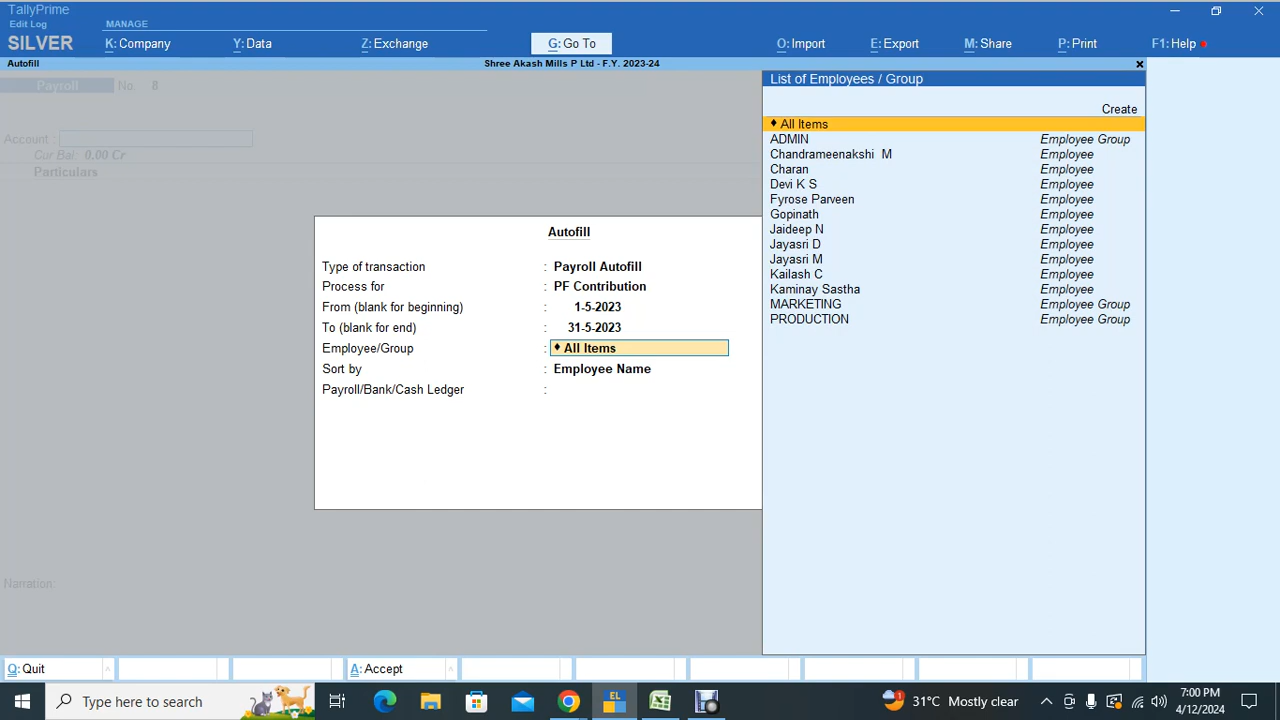 TallyPrime
Edit Log
MANAGE
SILVER
K: Company
Y: Data
Z: Exchange
G: Go To
O: Import
E: Export
M: Share
P: Print
F1: Help
Autofill
Shree Akash Mills P Ltd - F.Y. 2023-24
Payroll No. 8
Account :
Cur Bal: 0.00 Cr
Particulars
Autofill
Type of transaction : Payroll Autofill
Process for : PF Contribution
From (blank for beginning) : 1-5-2023
To (blank for end) : 31-5-2023
Employee/Group : ♦ All Items
Sort by : Employee Name
Payroll/Bank/Cash Ledger :
List of Employees / Group
Create
♦ All Items
ADMIN Employee Group
Chandrameenakshi M Employee
Charan Employee
Devi K S Employee
Fyrose Parveen Employee
Gopinath Employee
Jaideep N Employee
Jayasri D Employee
Jayasri M Employee
Kailash C Employee
Kaminay Sastha Employee
MARKETING Employee Group
PRODUCTION Employee Group
Narration:
Q: Quit
A: Accept
Type here to search
EL
1
31°C Mostly clear
7:00 PM
4/12/2024